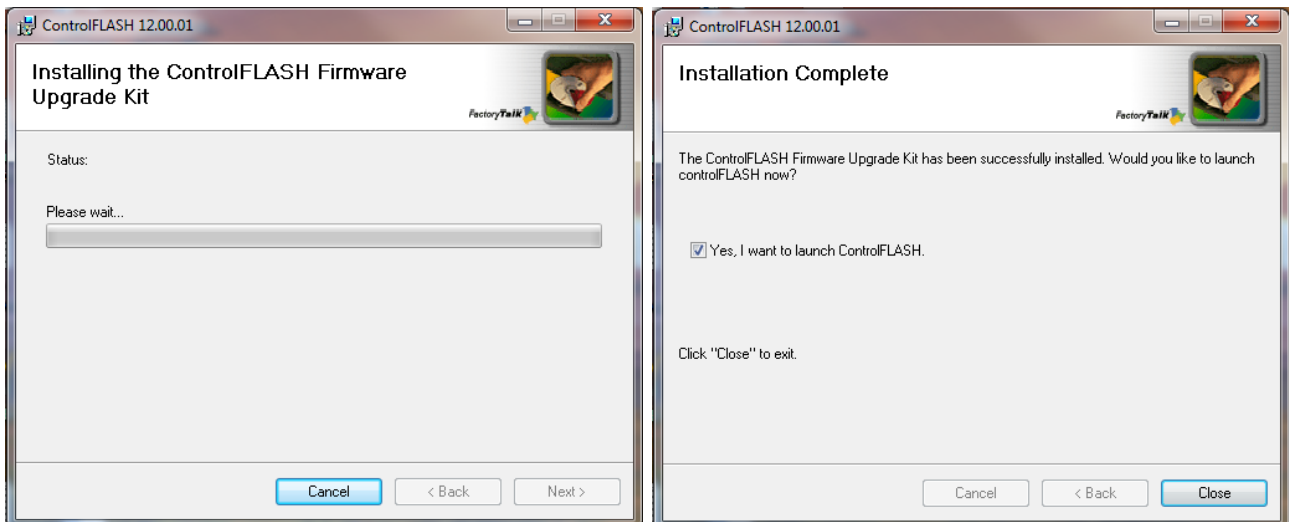 ControlFLASH 12.00.01
Installing the ControlFLASH Firmware
Upgrade Kit
FactoryTalk
Status:
Please wait...
Cancel
< Back
Next >
ControlFLASH 12.00.01
Installation Complete
FactoryTalk
The ControlFLASH Firmware Upgrade Kit has been successfully installed. Would you like to launch
controlFLASH now?
Yes, I want to launch ControlFLASH.
Click "Close" to exit.
Cancel
< Back
Close